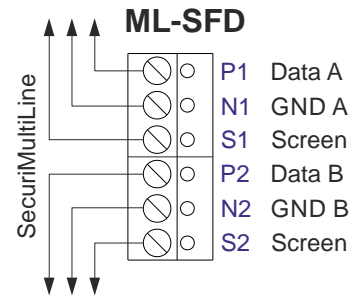 ML-SFD
SecuriMultiLine
P1 Data A
N1 GND A
S1 Screen
P2 Data B
N2 GND B
S2 Screen